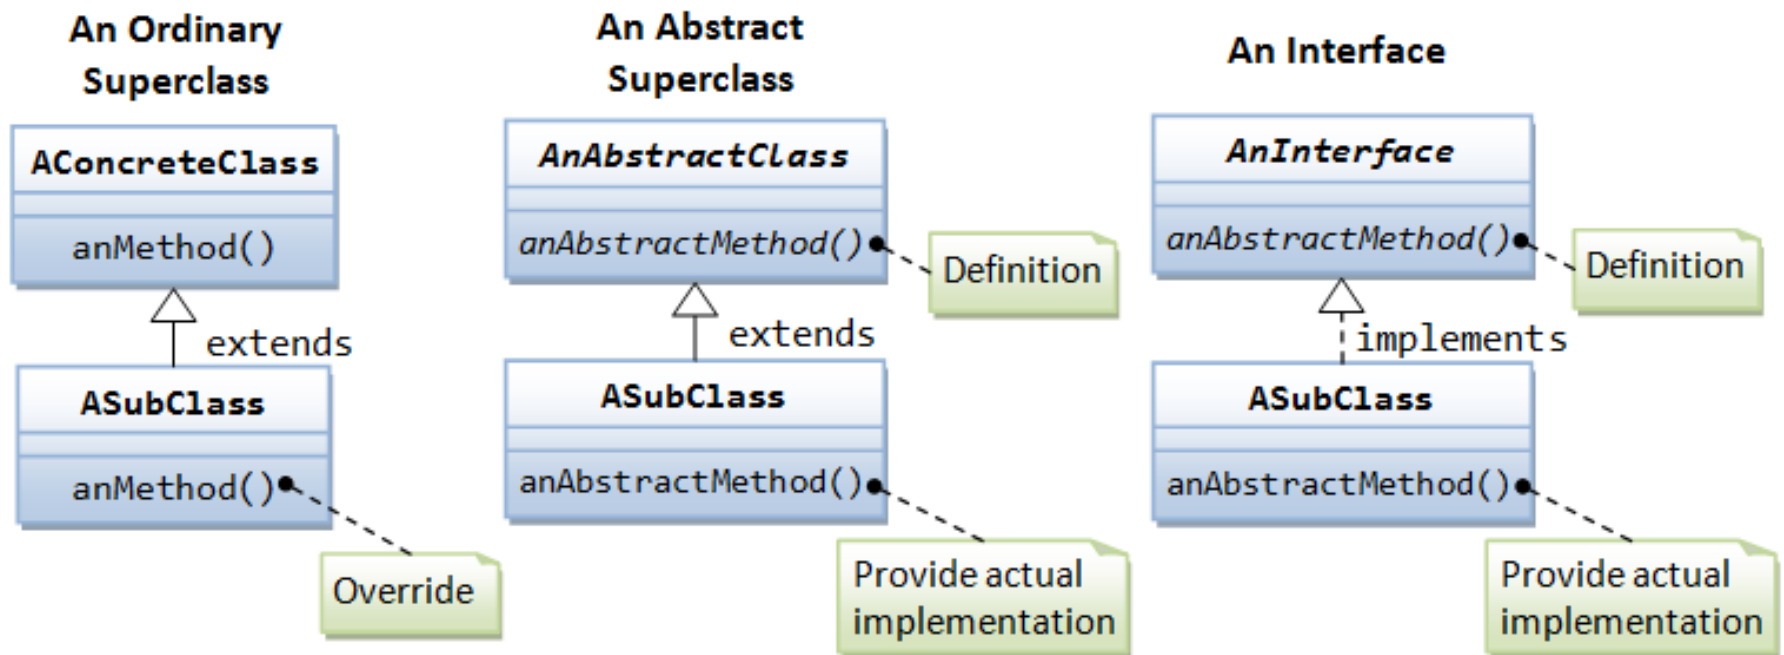 An Ordinary
Superclass
AConcreteClass
anMethod()
extends
ASubClass
anMethod()
Override
An Abstract
Superclass
AnAbstractClass
anAbstractMethod()
Definition
extends
ASubClass
anAbstractMethod()
Provide actual
implementation
An Interface
AnInterface
anAbstractMethod()
Definition
implements
ASubClass
anAbstractMethod()
Provide actual
implementation